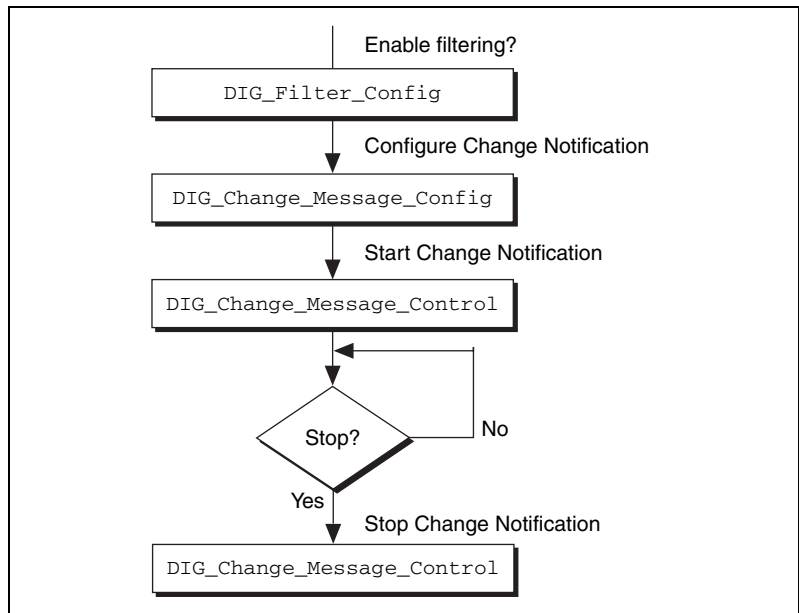 Enable filtering?
DIG_Filter_Config
Configure Change Notification
DIG_Change_Message_Config
Start Change Notification
DIG_Change_Message_Control
Stop?
No
Yes
Stop Change Notification
DIG_Change_Message_Control